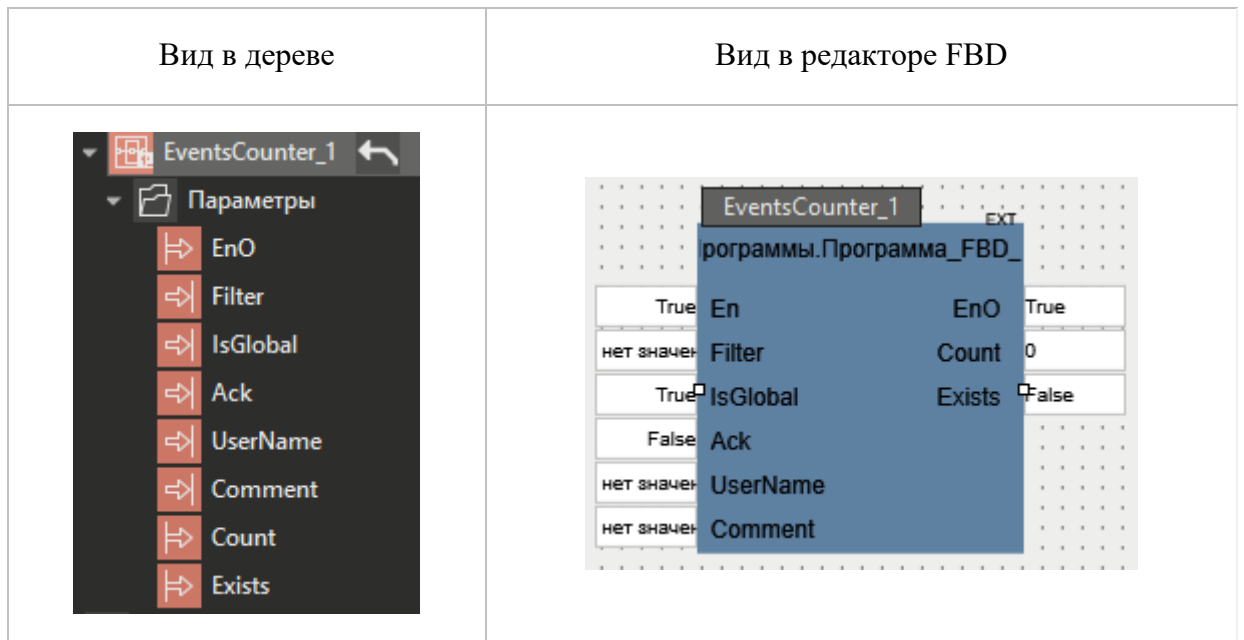 Вид в дереве
Вид в редакторе FBD
EventsCounter_1
Параметры
EnO
Filter
IsGlobal
Ack
UserName
Comment
Count
Exists
EventsCounter_1
EXT
рограммы.Программа_FBD_
True En EnO True
нет значен Filter Count 0
True IsGlobal Exists False
False Ack
нет значен UserName
нет значен Comment